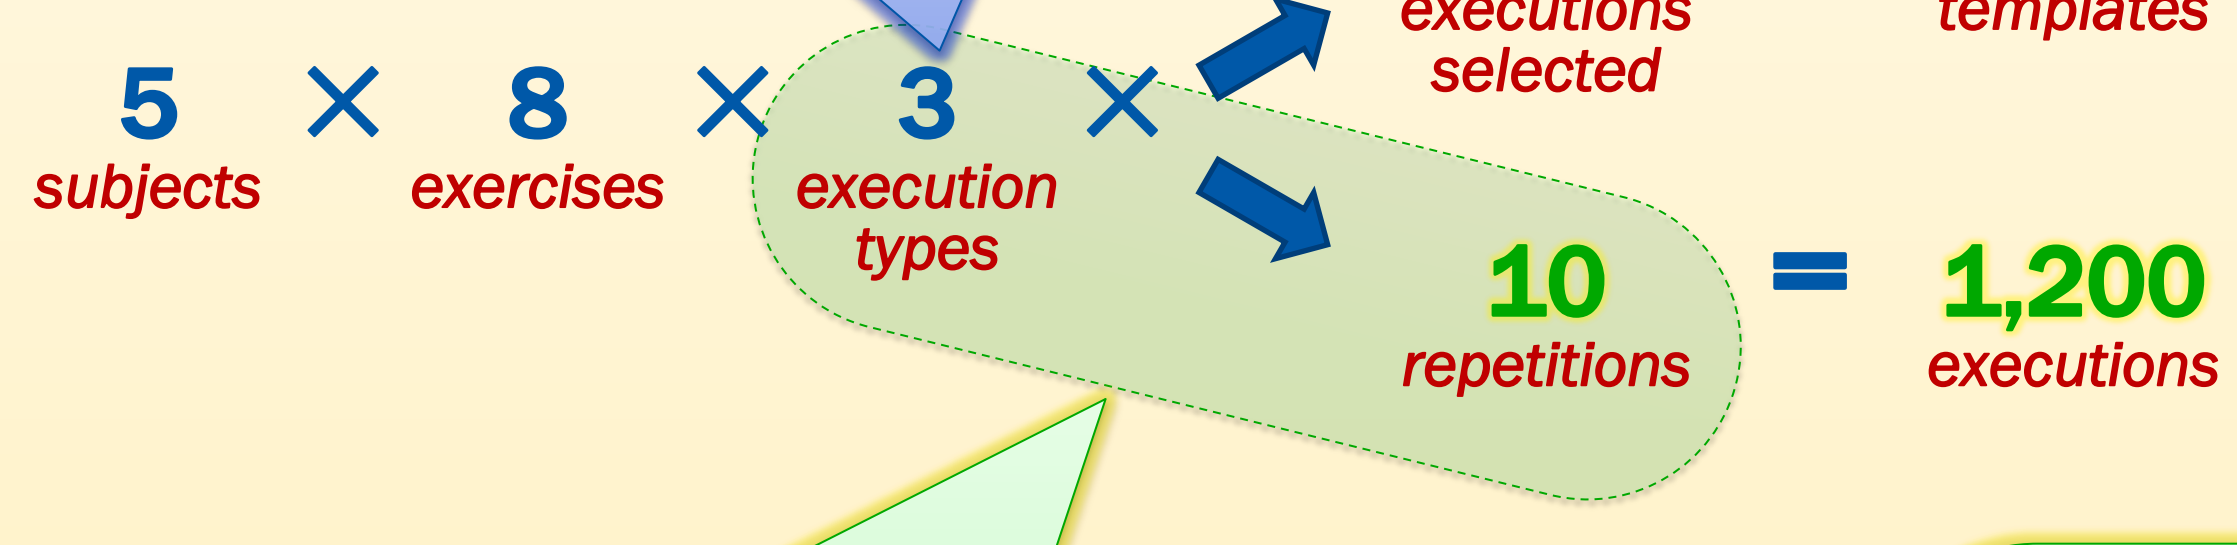 executions
selected
templates
5 × 8 × 3 ×
subjects
exercises
execution
types
10 = 1,200
repetitions
executions